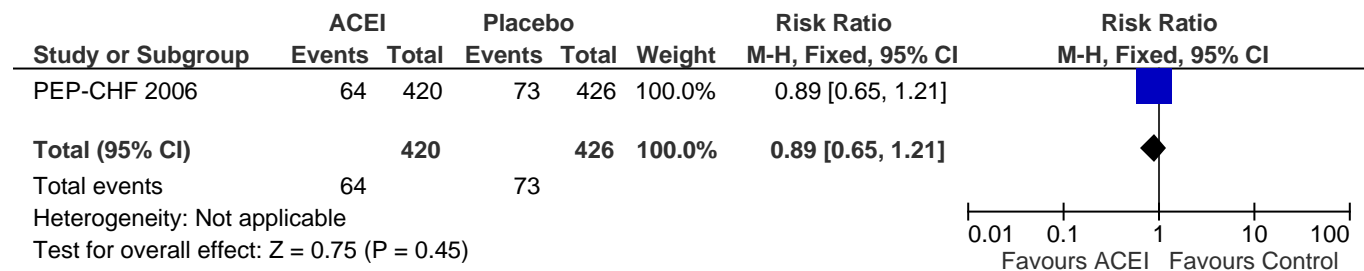 ACEI Placebo Risk Ratio Risk Ratio
Study or Subgroup Events Total Events Total Weight M-H, Fixed, 95% CI M-H, Fixed, 95% CI
PEP-CHF 2006 64 420 73 426 100.0% 0.89 [0.65, 1.21]
Total (95% CI) 420 426 100.0% 0.89 [0.65, 1.21]
Total events 64 73
Heterogeneity: Not applicable
Test for overall effect: Z = 0.75 (P = 0.45)
0.01 0.1 1 10 100
Favours ACEI Favours Control